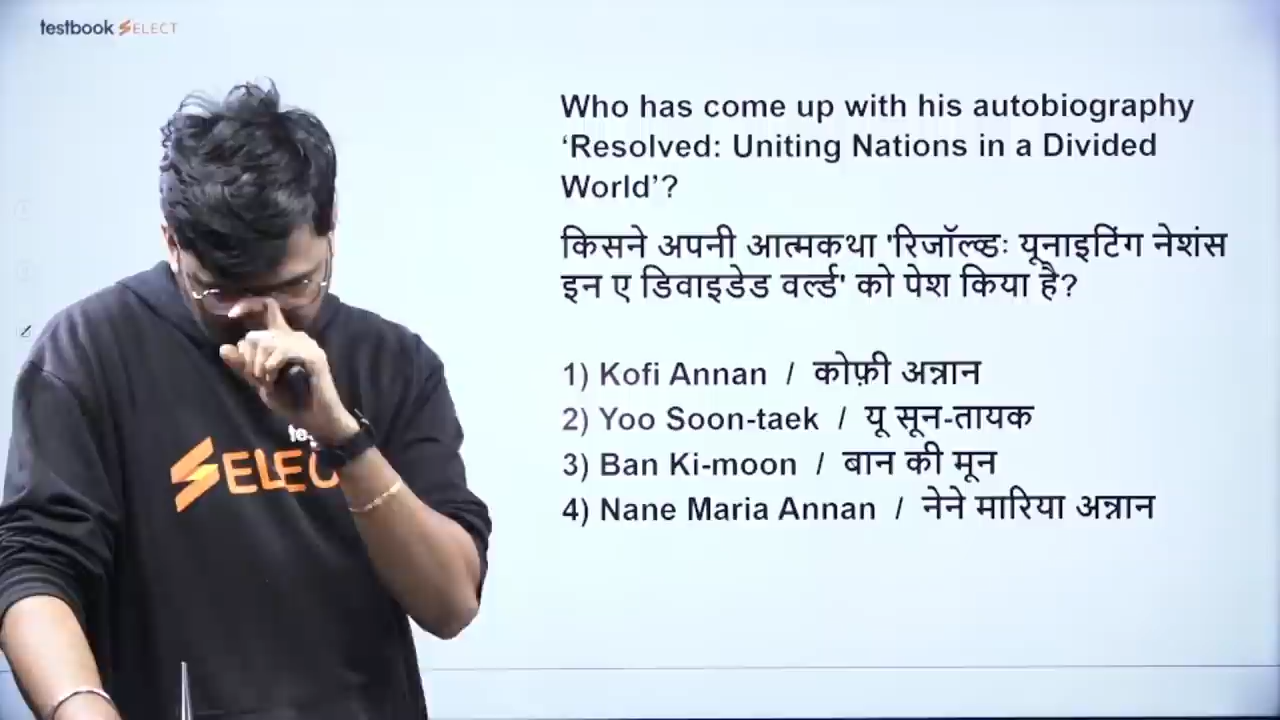 testbook SELECT
Who has come up with his autobiography
‘Resolved: Uniting Nations in a Divided
World’?
किसने अपनी आत्मकथा 'रिजॉल्व्डः यूनाइटिंग नेशंस
इन ए डिवाइडेड वर्ल्ड' को पेश किया है?
1) Kofi Annan / कोफ़ी अन्नान
2) Yoo Soon-taek / यू सून-तायक
3) Ban Ki-moon / बान की मून
4) Nane Maria Annan / नेने मारिया अन्नान
SELEC